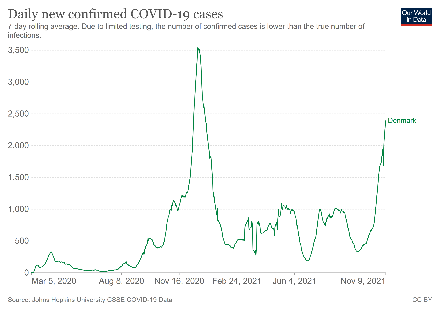 Daily new confirmed COVID-19 cases
7-day rolling average. Due to limited testing, the number of confirmed cases is lower than the true number of
infections.
Our World
in Data
3,500
3,000
2,500
2,000
1,500
1,000
500
0
Denmark
Mar 5, 2020 Aug 8, 2020 Nov 16, 2020 Feb 24, 2021 Jun 4, 2021 Nov 9, 2021
Source: Johns Hopkins University CSSE COVID-19 Data
CC BY